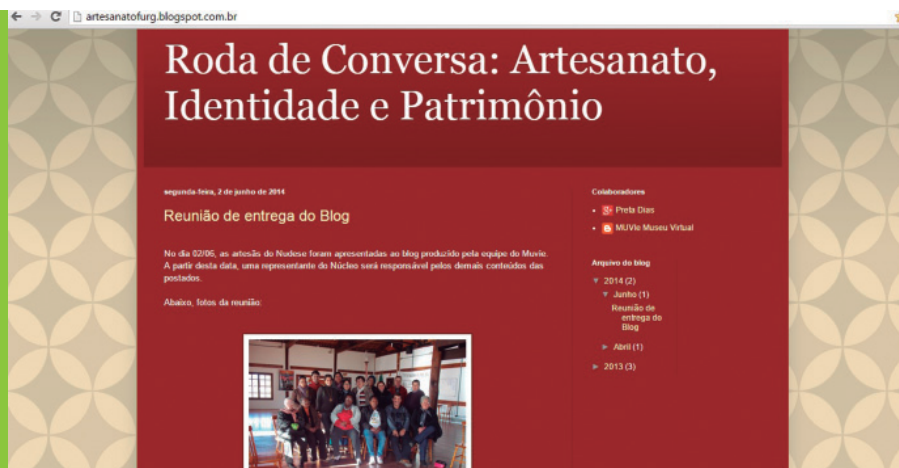 artesanatofurg.blogspot.com.br
Roda de Conversa: Artesanato,
Identidade e Patrimônio
segunda-feira, 2 de junho de 2014
Reunião de entrega do Blog
No dia 02/06, as artesãs do Nudese foram apresentadas ao blog produzido pela equipe do Muvie.
A partir desta data, uma representante do Núcleo será responsável pelos demais conteúdos das
postados.
Abaixo, fotos da reunião:
Colaboradores
Preta Dias
MUVie Museu Virtual
Arquivo do blog
▼ 2014 (2)
▼ Junho (1)
Reunião de
entrega do
Blog
► Abril (1)
► 2013 (3)